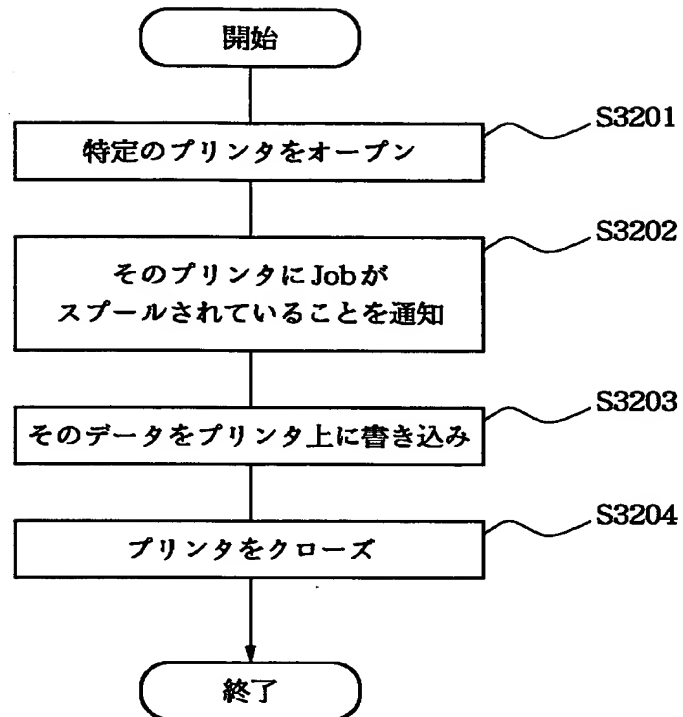 開始
S3201
特定のプリンタをオープン
S3202
そのプリンタにJobが
スプールされていることを通知
S3203
そのデータをプリンタ上に書き込み
S3204
プリンタをクローズ
終了